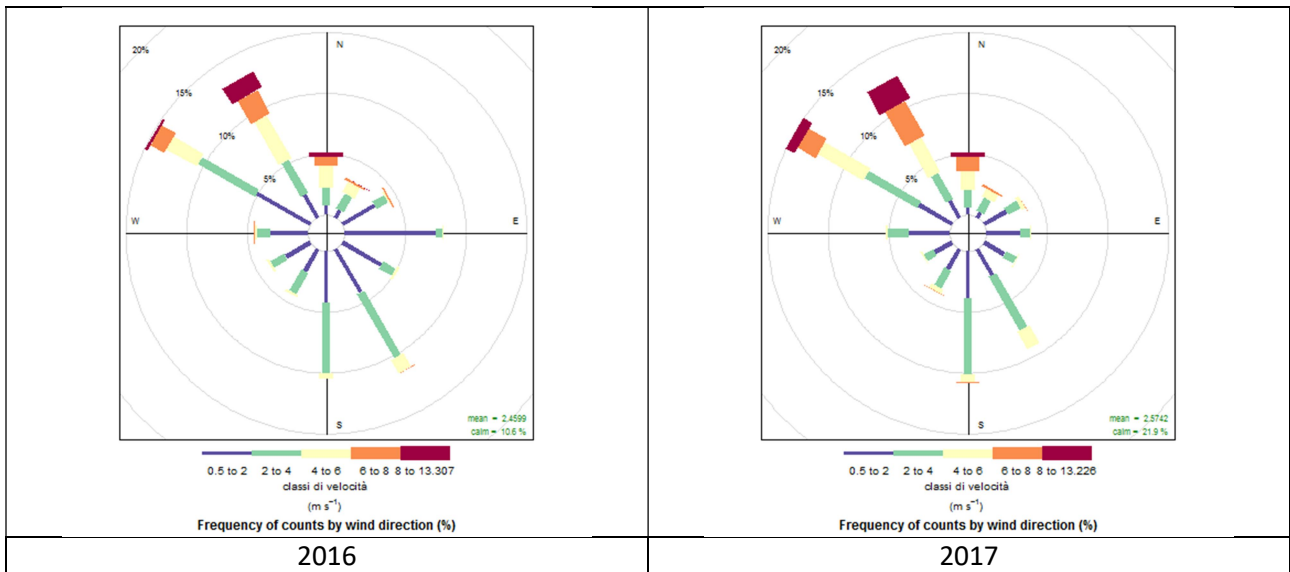 N
20%
15%
10%
5%
W
E
S
mean = 2.4599
calm = 10.6 %
0.5 to 2 2 to 4 4 to 6 6 to 8 8 to 13.307
classi di velocità
(m s⁻¹)
Frequency of counts by wind direction (%)
2016
N
20%
15%
10%
5%
W
E
S
mean = 2.5742
calm = 21.9 %
0.5 to 2 2 to 4 4 to 6 6 to 8 8 to 13.226
classi di velocità
(m s⁻¹)
Frequency of counts by wind direction (%)
2017